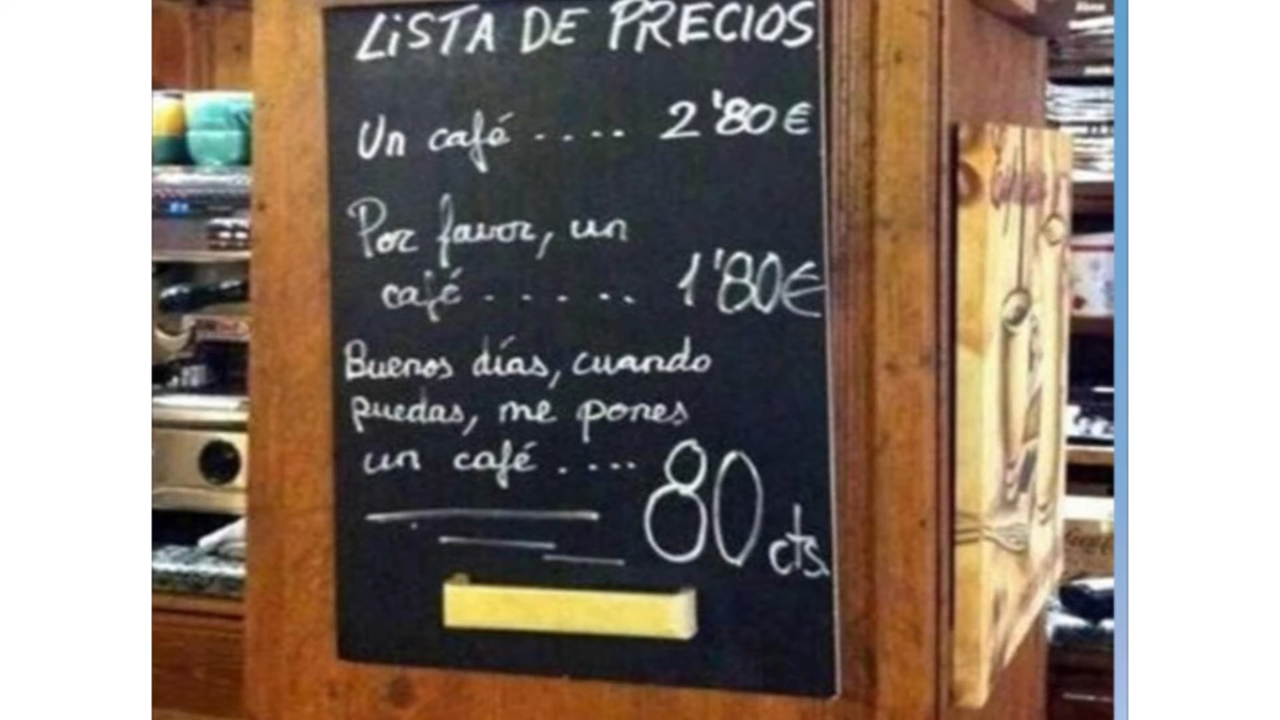 LiSTA DE PRECIOS
Un café .... 2'80€
Por favor, un
café ...... 1'80€
Buenos días, cuando
puedas, me pones
un café .... 80 cts.